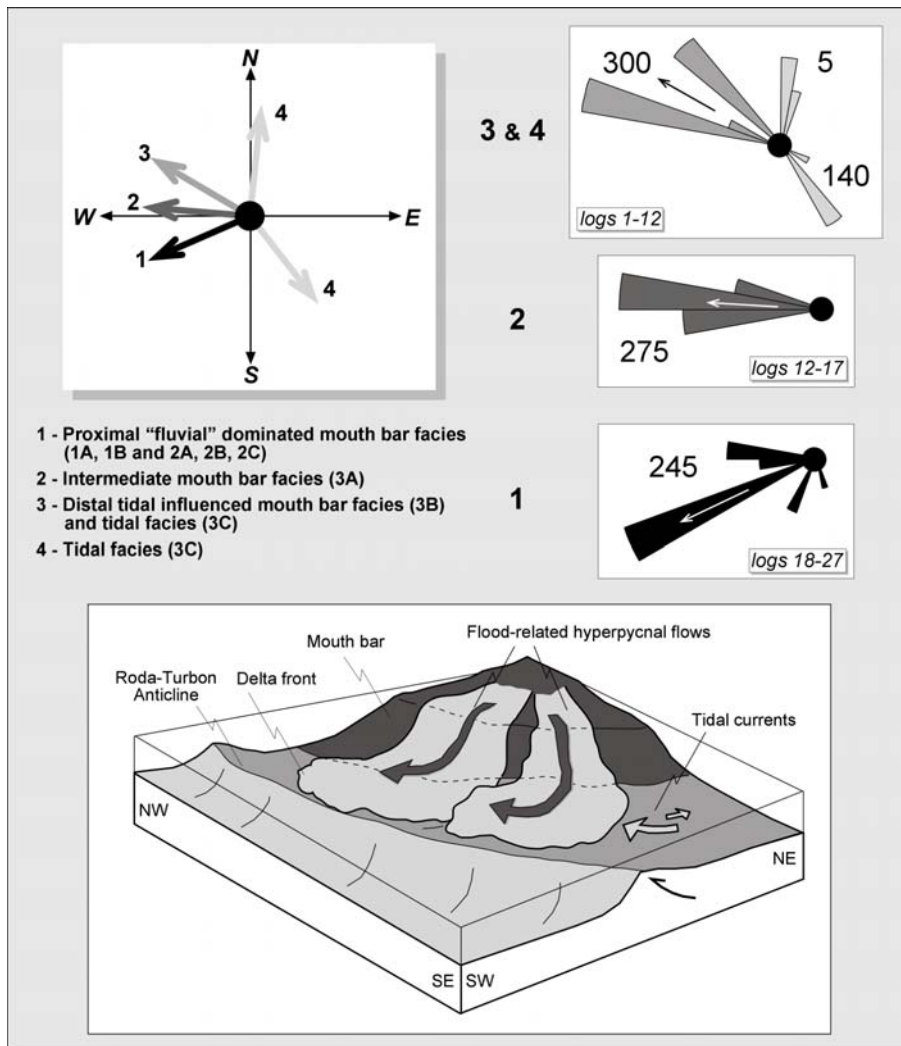 N
4
3
2
W
E
1
4
S
3 & 4
300
5
140
logs 1-12
2
275
logs 12-17
1
245
logs 18-27
1 - Proximal “fluvial” dominated mouth bar facies
(1A, 1B and 2A, 2B, 2C)
2 - Intermediate mouth bar facies (3A)
3 - Distal tidal influenced mouth bar facies (3B)
and tidal facies (3C)
4 - Tidal facies (3C)
Flood-related hyperpycnal flows
Mouth bar
Roda-Turbon
Anticline
Delta front
Tidal currents
NW
NE
SE
SW